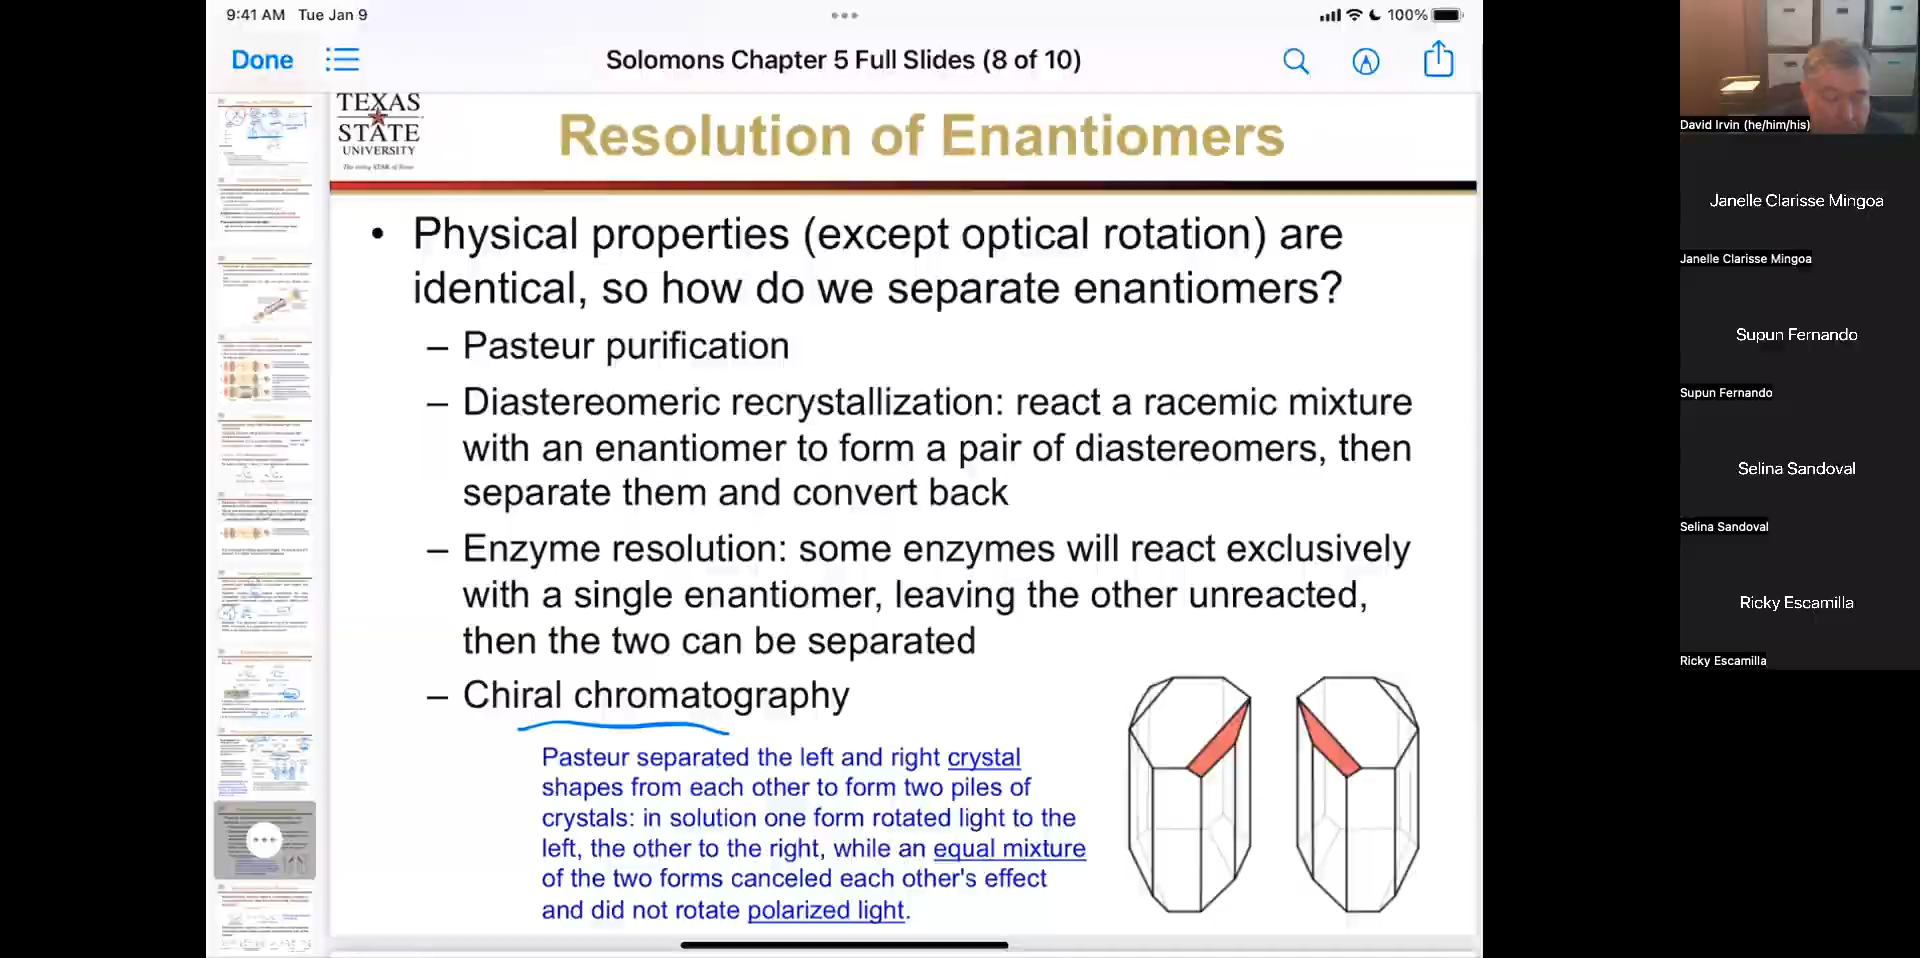 9:41 AM Tue Jan 9
100%
Done
Solomons Chapter 5 Full Slides (8 of 10)
TEXAS
STATE
UNIVERSITY
The rising STAR of Texas
Resolution of Enantiomers
• Physical properties (except optical rotation) are
identical, so how do we separate enantiomers?
– Pasteur purification
– Diastereomeric recrystallization: react a racemic mixture
with an enantiomer to form a pair of diastereomers, then
separate them and convert back
– Enzyme resolution: some enzymes will react exclusively
with a single enantiomer, leaving the other unreacted,
then the two can be separated
– Chiral chromatography
Pasteur separated the left and right crystal
shapes from each other to form two piles of
crystals: in solution one form rotated light to the
left, the other to the right, while an equal mixture
of the two forms canceled each other's effect
and did not rotate polarized light.
David Irvin (he/him/his)
Janelle Clarisse Mingoa
Janelle Clarisse Mingoa
Supun Fernando
Supun Fernando
Selina Sandoval
Selina Sandoval
Ricky Escamilla
Ricky Escamilla